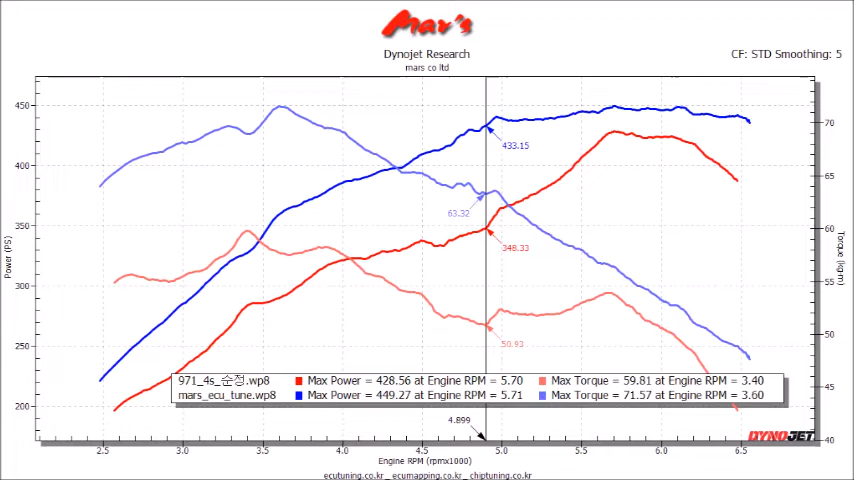 Mar's
Dynojet Research
mars co ltd
CF: STD Smoothing: 5
450
400
350
300
250
200
Power (PS)
70
65
60
55
50
45
40
Torque (kgm)
433.15
63.32
348.33
50.93
971_4s_순정.wp8 Max Power = 428.56 at Engine RPM = 5.70 Max Torque = 59.81 at Engine RPM = 3.40
mars_ecu_tune.wp8 Max Power = 449.27 at Engine RPM = 5.71 Max Torque = 71.57 at Engine RPM = 3.60
4.899
DYNOJET
2.5 3.0 3.5 4.0 4.5 5.0 5.5 6.0 6.5
Engine RPM (rpmx1000)
ecutuning.co.kr_ ecumapping.co.kr_ chiptuning.co.kr